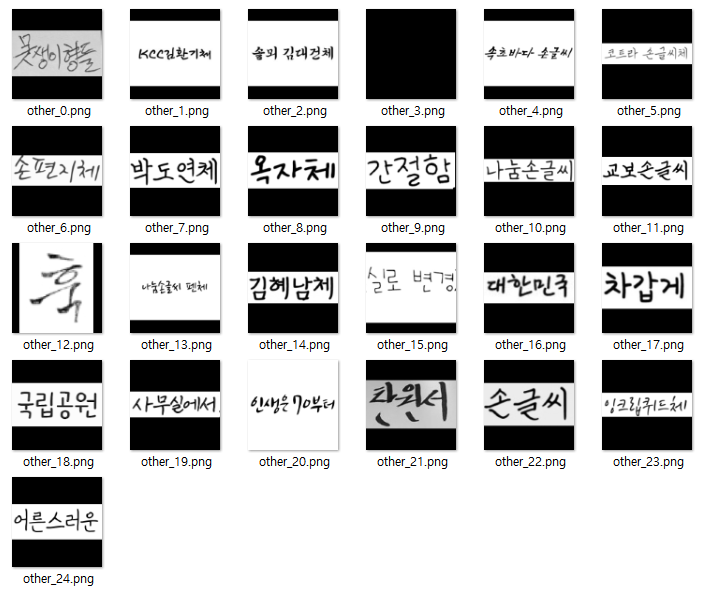 못쟁이향들
KCC김환기체
솔뫼 김대건체
속초바다 손글씨
코트라 손글씨체
other_0.png
other_1.png
other_2.png
other_3.png
other_4.png
other_5.png
손편지체
박도연체
옥자체
간절함
나눔손글씨
교보손글씨
other_6.png
other_7.png
other_8.png
other_9.png
other_10.png
other_11.png
훅
나눔손글씨 펜체
김혜남체
실로 변경
대한민국
차갑게
other_12.png
other_13.png
other_14.png
other_15.png
other_16.png
other_17.png
국립공원
사무실에서
인생은70부터
탄원서
손글씨
잉크립퀴드체
other_18.png
other_19.png
other_20.png
other_21.png
other_22.png
other_23.png
어른스러운
other_24.png